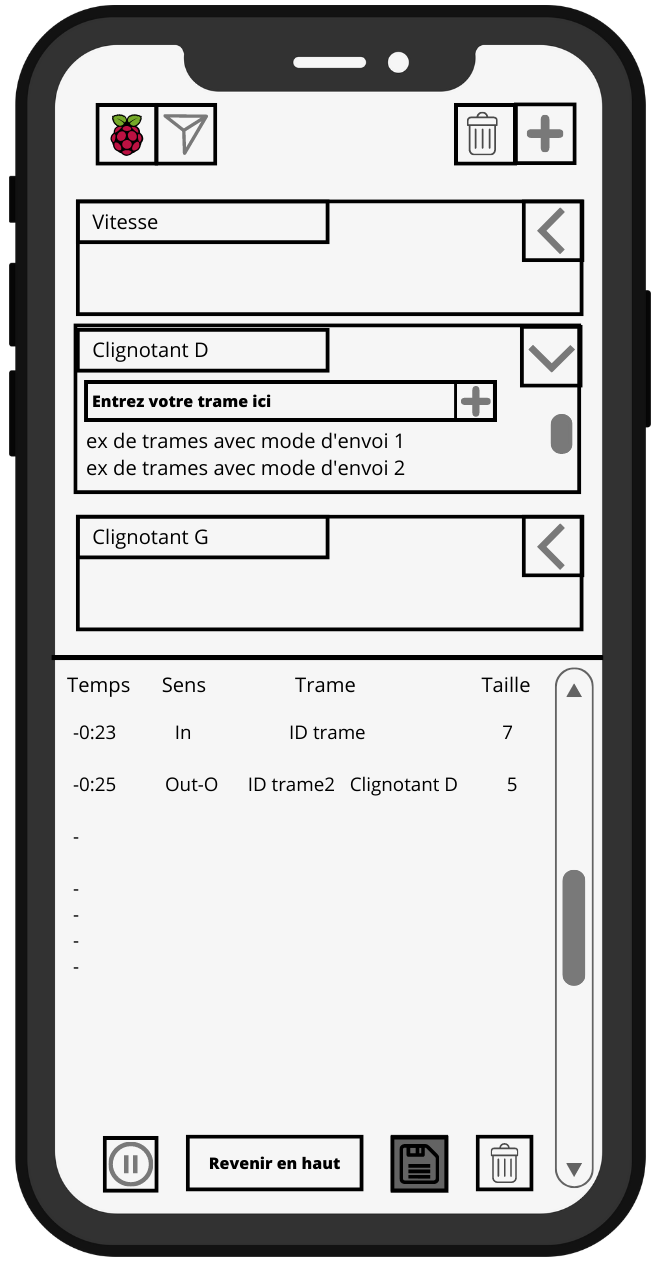 Vitesse
Clignotant D
Entrez votre trame ici
ex de trames avec mode d'envoi 1
ex de trames avec mode d'envoi 2
Clignotant G
Temps Sens Trame Taille
-0:23 In ID trame 7
-0:25 Out-O ID trame2 Clignotant D 5
-
-
-
-
-
Revenir en haut